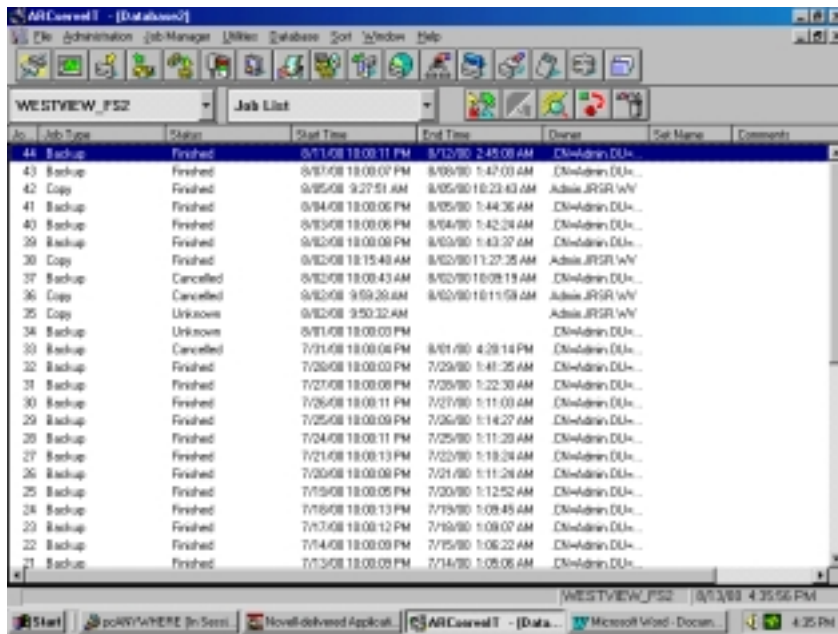 ARCserveIT - [Database2]
File Administration Job Manager Utilities Database Sort Window Help
WESTVIEW_FS2 Job List
Jo... Job Type Status Start Time End Time Owner Set Name Comments
44 Backup Finished 8/11/00 10:00:11 PM 8/12/00 2:45:08 AM .CN=Admin.OU=...
43 Backup Finished 8/07/00 10:00:07 PM 8/08/00 1:47:03 AM .CN=Admin.OU=...
42 Copy Finished 8/05/00 9:27:51 AM 8/05/00 10:23:43 AM Admin.JRSR.WV
41 Backup Finished 8/04/00 10:00:06 PM 8/05/00 1:44:36 AM .CN=Admin.OU=...
40 Backup Finished 8/03/00 10:00:06 PM 8/04/00 1:42:24 AM .CN=Admin.OU=...
39 Backup Finished 8/02/00 10:00:08 PM 8/03/00 1:43:37 AM .CN=Admin.OU=...
38 Copy Finished 8/02/00 10:15:48 AM 8/02/00 11:27:35 AM Admin.JRSR.WV
37 Backup Cancelled 8/02/00 10:00:43 AM 8/02/00 10:09:19 AM .CN=Admin.OU=...
36 Copy Cancelled 8/02/00 9:59:28 AM 8/02/00 10:11:59 AM Admin.JRSR.WV
35 Copy Unknown 8/02/00 9:50:32 AM Admin.JRSR.WV
34 Backup Unknown 8/01/00 10:00:03 PM .CN=Admin.OU=...
33 Backup Cancelled 7/31/00 10:00:04 PM 8/01/00 4:28:14 PM .CN=Admin.OU=...
32 Backup Finished 7/28/00 10:00:03 PM 7/29/00 1:41:35 AM .CN=Admin.OU=...
31 Backup Finished 7/27/00 10:00:08 PM 7/28/00 1:22:30 AM .CN=Admin.OU=...
30 Backup Finished 7/26/00 10:00:11 PM 7/27/00 1:11:03 AM .CN=Admin.OU=...
29 Backup Finished 7/25/00 10:00:09 PM 7/26/00 1:14:27 AM .CN=Admin.OU=...
28 Backup Finished 7/24/00 10:00:11 PM 7/25/00 1:11:20 AM .CN=Admin.OU=...
27 Backup Finished 7/21/00 10:00:13 PM 7/22/00 1:10:24 AM .CN=Admin.OU=...
26 Backup Finished 7/20/00 10:00:08 PM 7/21/00 1:11:24 AM .CN=Admin.OU=...
25 Backup Finished 7/19/00 10:00:05 PM 7/20/00 1:12:52 AM .CN=Admin.OU=...
24 Backup Finished 7/18/00 10:00:13 PM 7/19/00 1:09:45 AM .CN=Admin.OU=...
23 Backup Finished 7/17/00 10:00:12 PM 7/18/00 1:09:07 AM .CN=Admin.OU=...
22 Backup Finished 7/14/00 10:00:09 PM 7/15/00 1:06:22 AM .CN=Admin.OU=...
21 Backup Finished 7/13/00 10:00:09 PM 7/14/00 1:05:06 AM .CN=Admin.OU=...
WESTVIEW_FS2 8/13/00 4:35:56 PM
Start pcANYWHERE [In Sessi... Novell-delivered Applicati... ARCserveIT - [Data... Microsoft Word - Docum... 4:35 PM